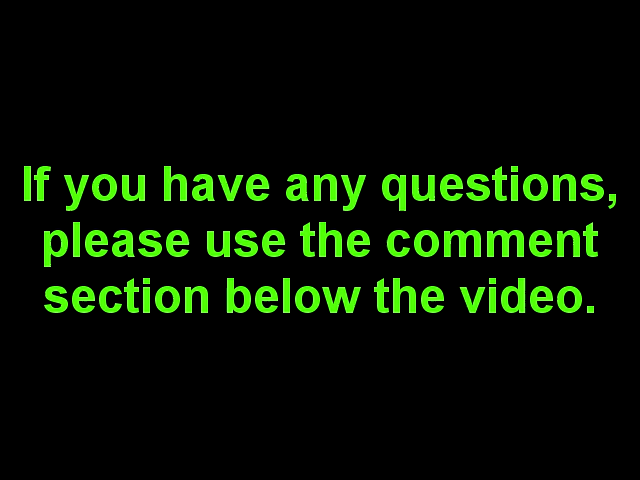 If you have any questions,
please use the comment
section below the video.